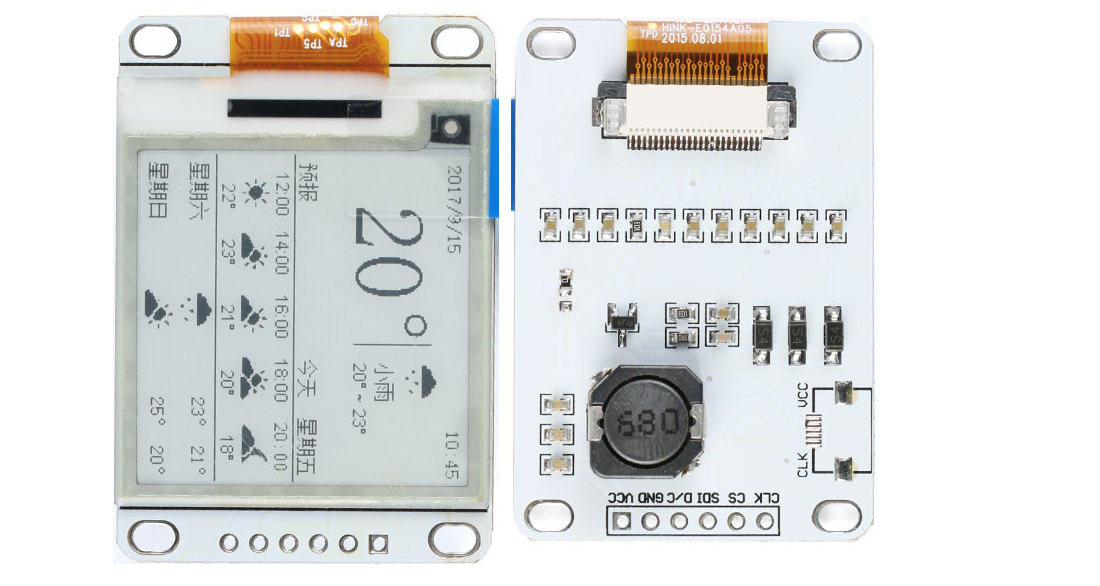 TPD TP6
TPA TP5 TP1
2017/9/15 10:45
20°
小雨
20° ~ 23°
预报 今天 星期五
12:00 14:00 16:00 18:00 20:00
22° 23° 21° 20° 18°
星期六 23° 21°
星期日 25° 20°
HINK-E0154A05
TPD 2015.08.01
S4 S4 S4
680
VCC
CLK
CLK CS SDI D/C GND VCC